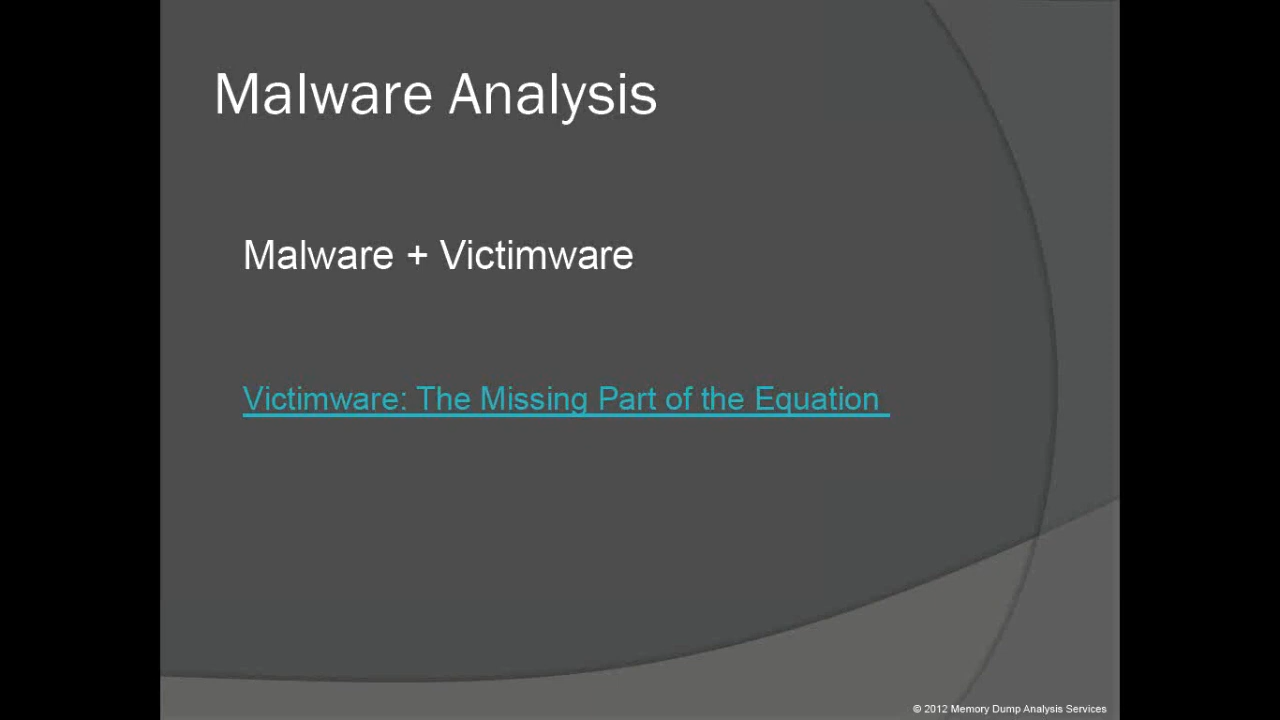 Malware Analysis
Malware + Victimware
Victimware: The Missing Part of the Equation
© 2012 Memory Dump Analysis Services